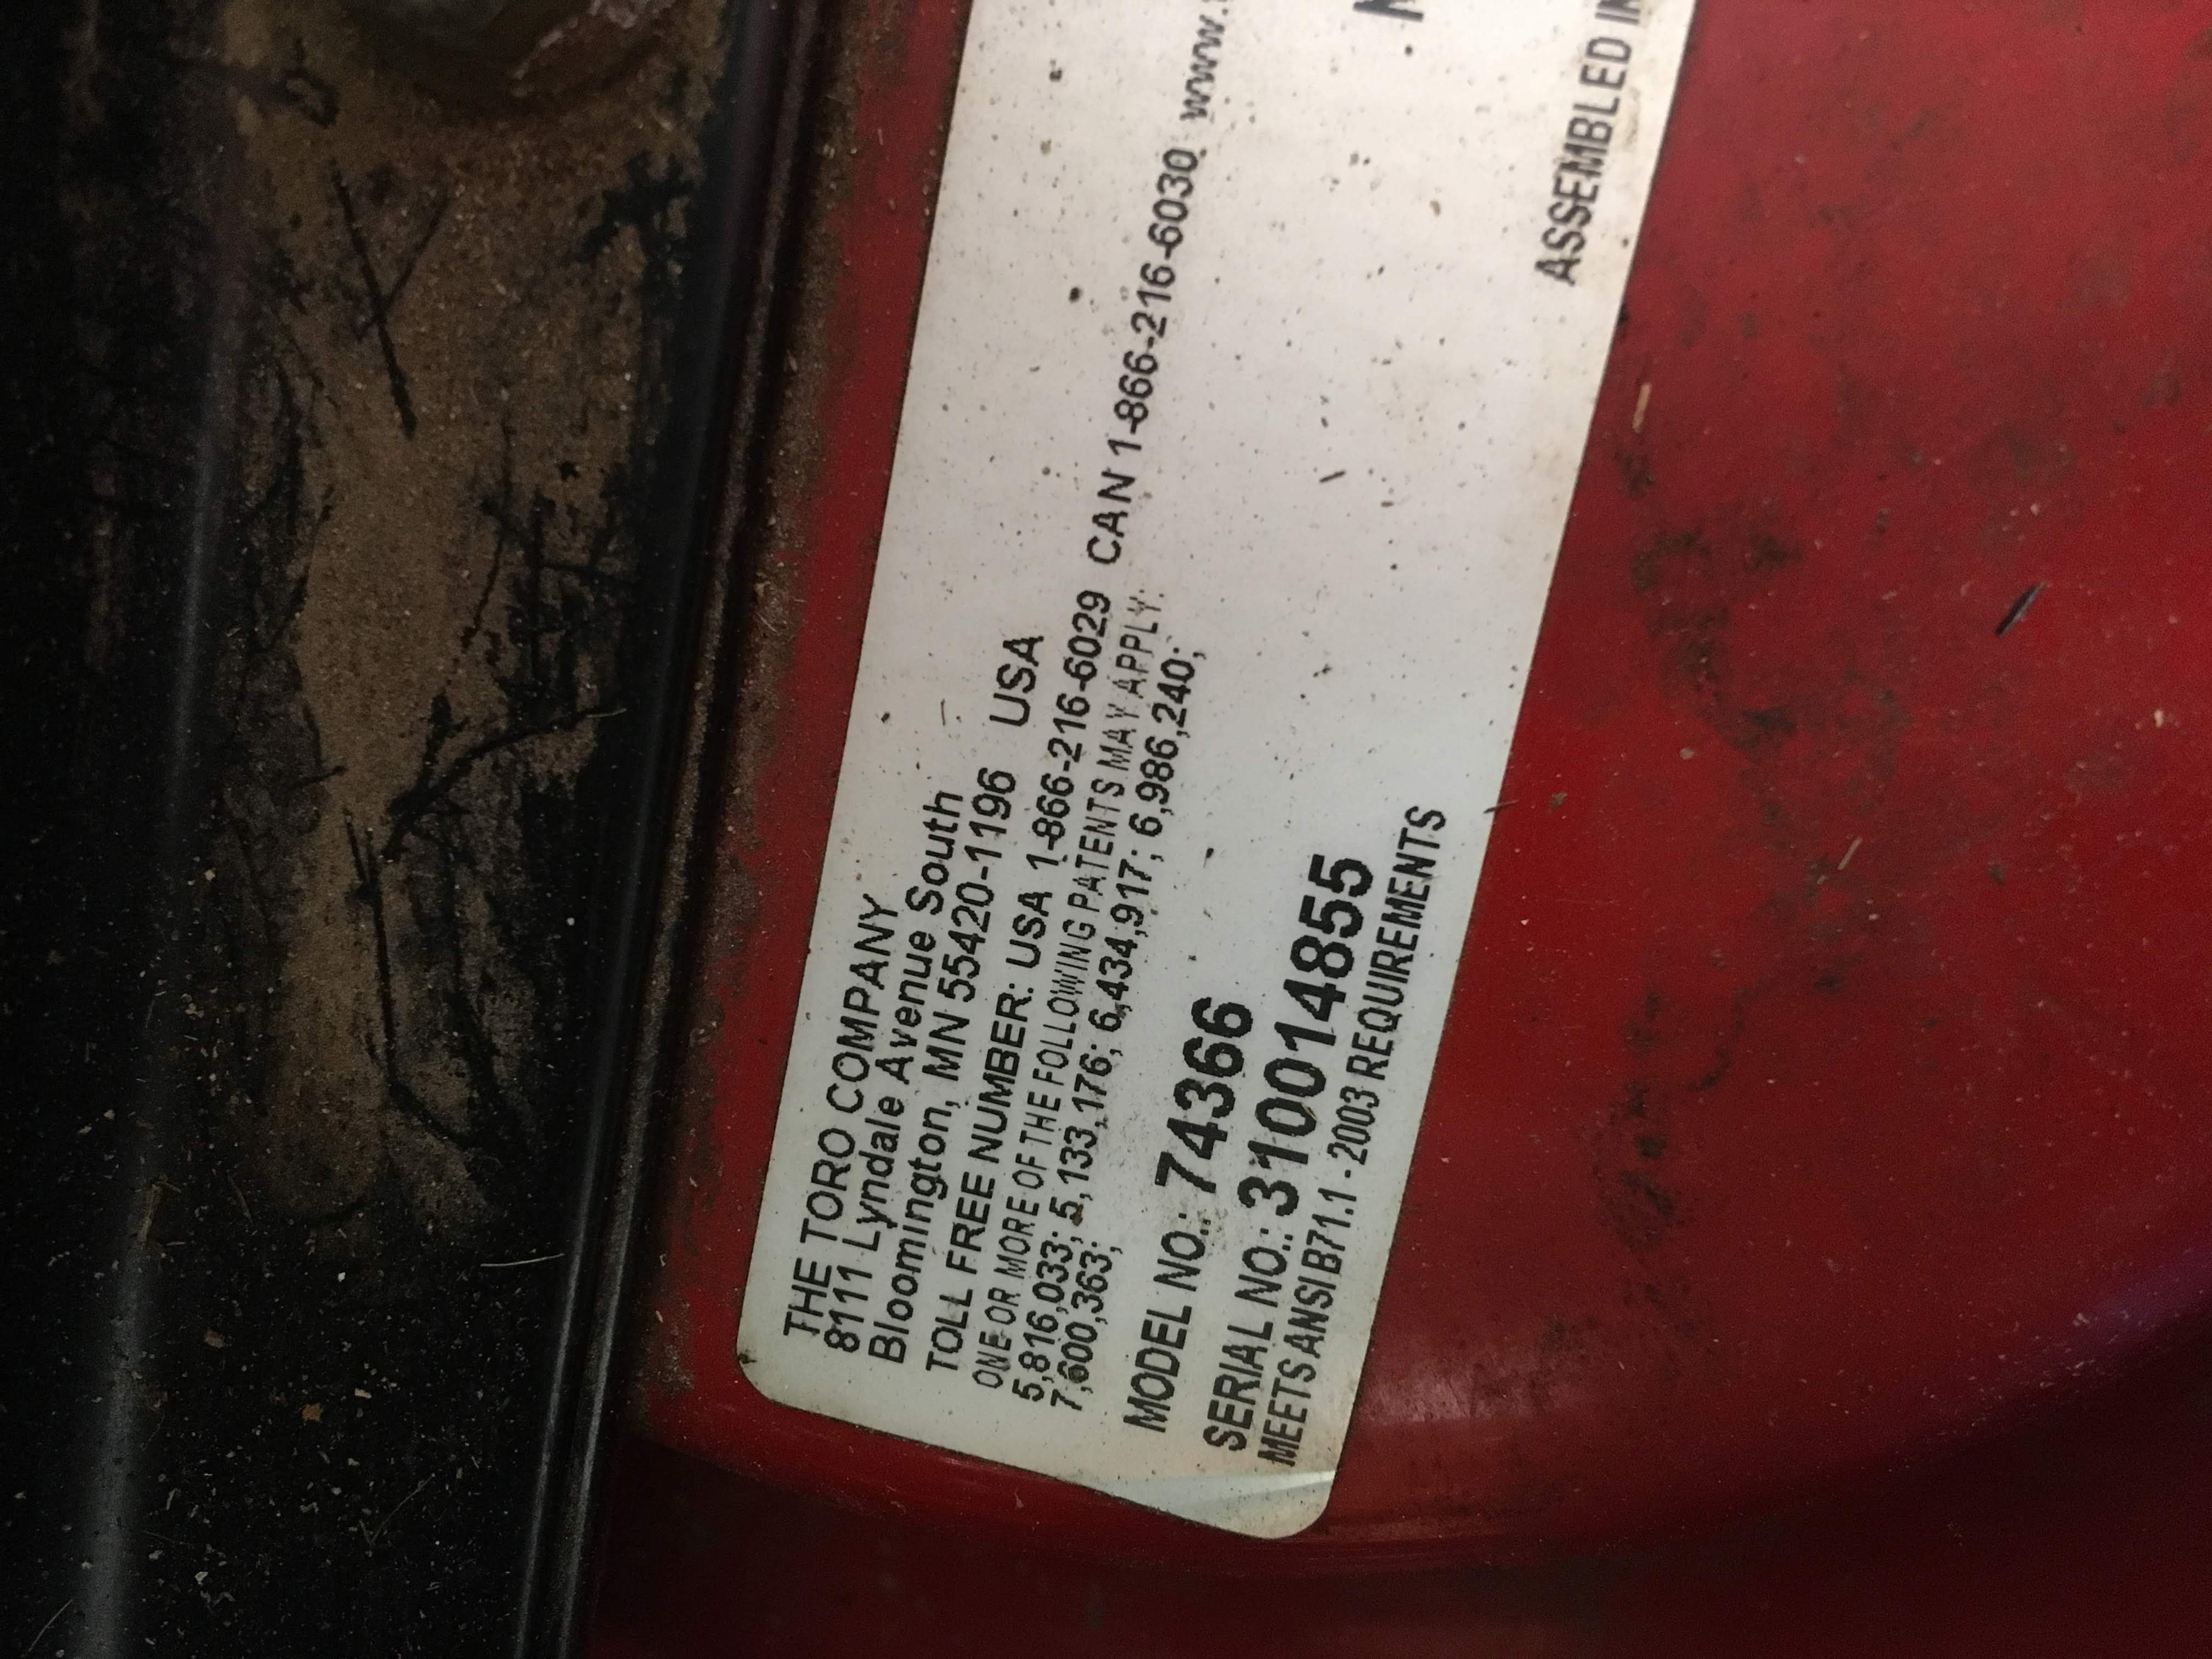 THE TORO COMPANY
8111 Lyndale Avenue South
Bloomington, MN 55420-1196 USA
TOLL FREE NUMBER: USA 1-866-216-6029 CAN 1-866-216-6030 www.
ONE OR MORE OF THE FOLLOWING PATENTS MAY APPLY:
5,816,033; 5,133,176; 6,434,917; 6,986,240;
7,600,363;
MODEL NO.: 74366
SERIAL NO.: 310014855
MEETS ANSI B71.1 - 2003 REQUIREMENTS
ASSEMBLED IN